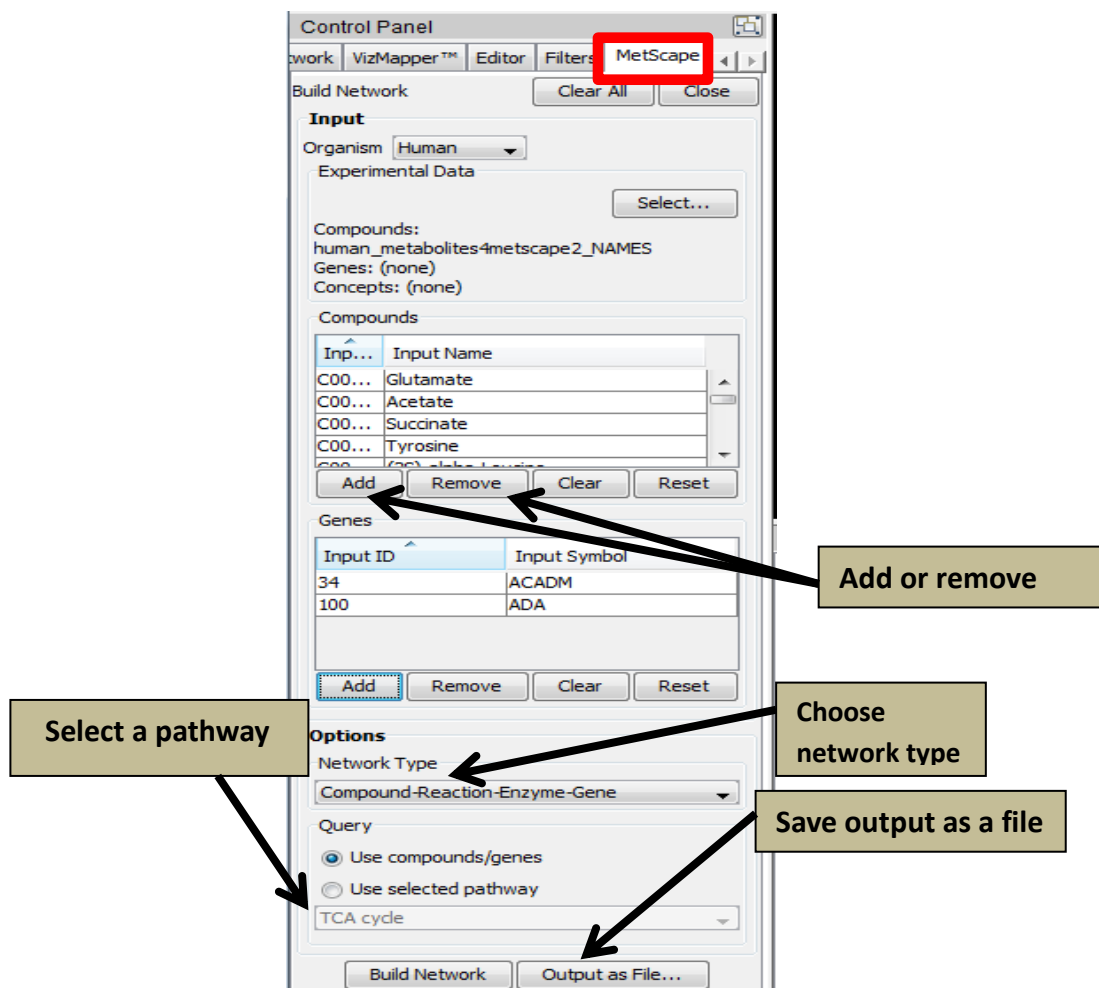 Control Panel
twork VizMapper™ Editor Filters MetScape
Build Network Clear All Close
Input
Organism Human
Experimental Data
Select...
Compounds:
human_metabolites4metscape2_NAMES
Genes: (none)
Concepts: (none)
Compounds
Inp... Input Name
C00... Glutamate
C00... Acetate
C00... Succinate
C00... Tyrosine
Add Remove Clear Reset
Genes
Input ID Input Symbol
34 ACADM
100 ADA
Add or remove
Add Remove Clear Reset
Select a pathway
Choose
network type
Options
Network Type
Compound-Reaction-Enzyme-Gene
Save output as a file
Query
Use compounds/genes
Use selected pathway
TCA cycle
Build Network Output as File...